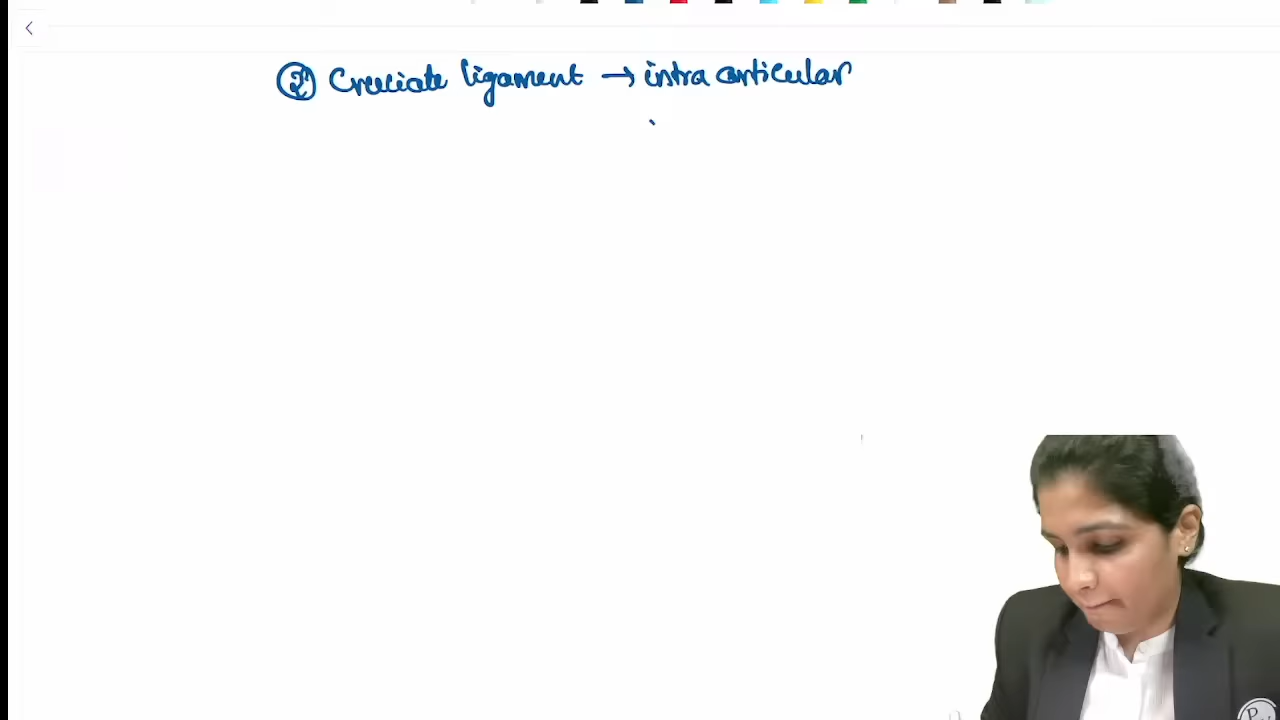 ② Cruciate ligament → intra articular